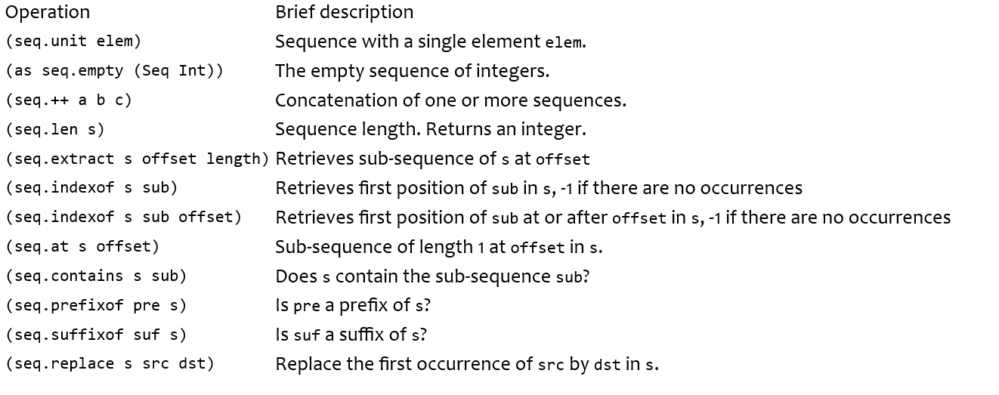 Operation Brief description
(seq.unit elem) Sequence with a single element elem.
(as seq.empty (Seq Int)) The empty sequence of integers.
(seq.++ a b c) Concatenation of one or more sequences.
(seq.len s) Sequence length. Returns an integer.
(seq.extract s offset length) Retrieves sub-sequence of s at offset
(seq.indexof s sub) Retrieves first position of sub in s, -1 if there are no occurrences
(seq.indexof s sub offset) Retrieves first position of sub at or after offset in s, -1 if there are no occurrences
(seq.at s offset) Sub-sequence of length 1 at offset in s.
(seq.contains s sub) Does s contain the sub-sequence sub?
(seq.prefixof pre s) Is pre a prefix of s?
(seq.suffixof suf s) Is suf a suffix of s?
(seq.replace s src dst) Replace the first occurrence of src by dst in s.